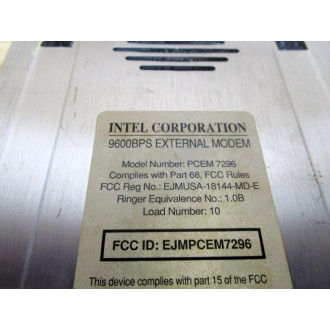 INTEL CORPORATION
9600BPS EXTERNAL MODEM
Model Number: PCEM 7296
Complies with Part 68, FCC Rules
FCC Reg No.: EJMUSA-18144-MD-E
Ringer Equivalence No.: 1.0B
Load Number: 10
FCC ID: EJMPCEM7296
This device complies with part 15 of the FCC